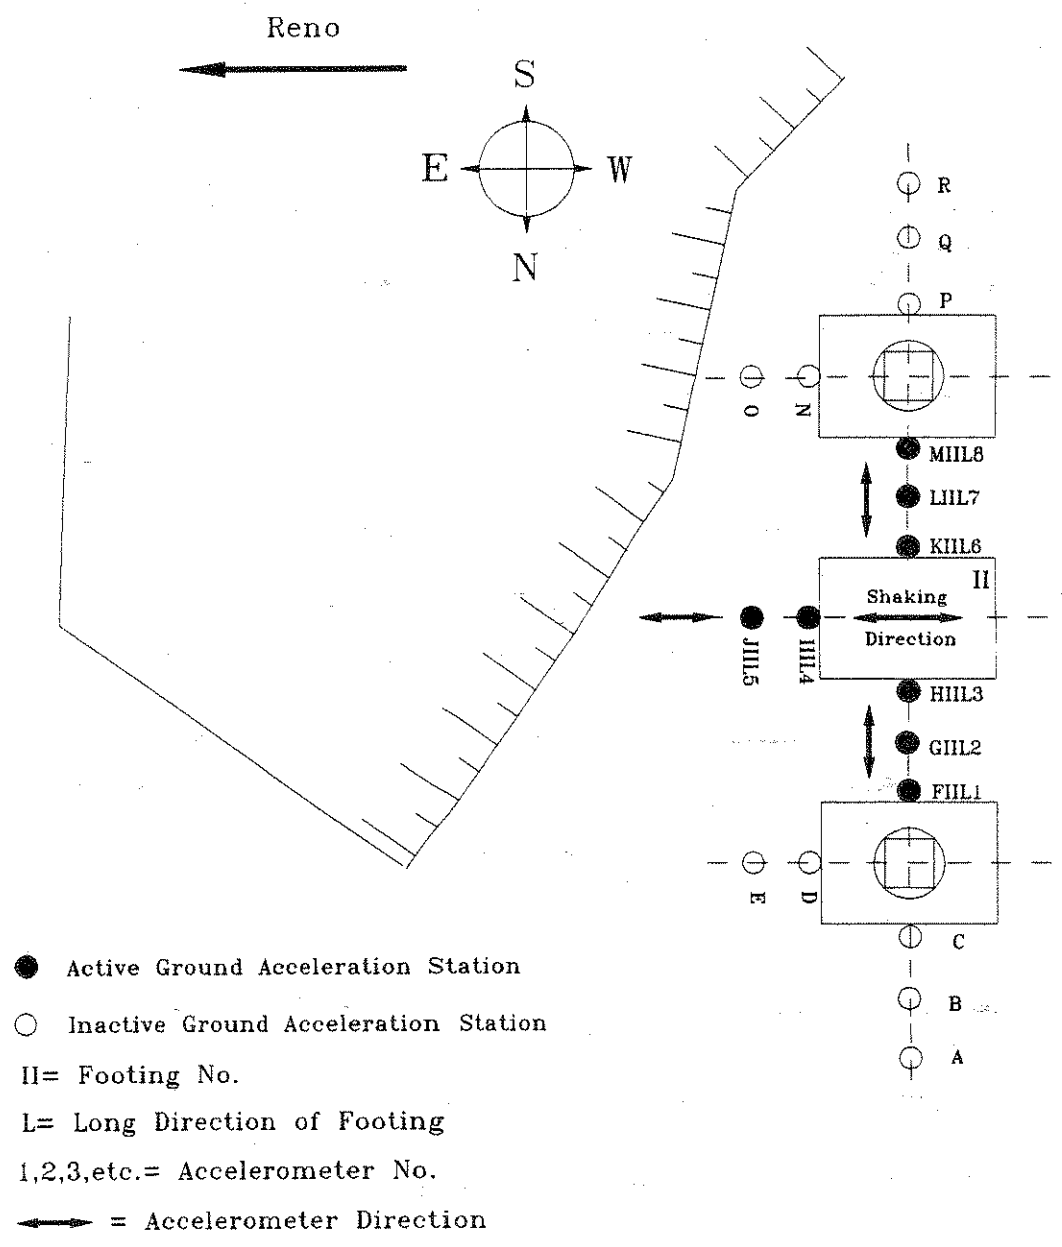 Reno
S
E
W
N
R
Q
P
O
N
MIIL8
LIIL7
KIIL6
II
Shaking
Direction
JIIL5
IIIL4
HIIL3
GIIL2
FIIL1
E
D
C
B
A
Active Ground Acceleration Station
Inactive Ground Acceleration Station
II= Footing No.
L= Long Direction of Footing
1,2,3,etc.= Accelerometer No.
= Accelerometer Direction